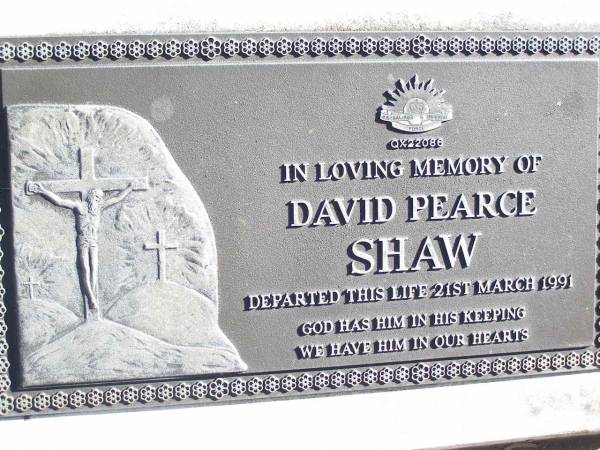 FORCE
QX22086
IN LOVING MEMORY OF
DAVID PEARCE
SHAW
DEPARTED THIS LIFE 21ST MARCH 1991
GOD HAS HIM IN HIS KEEPING
WE HAVE HIM IN OUR HEARTS